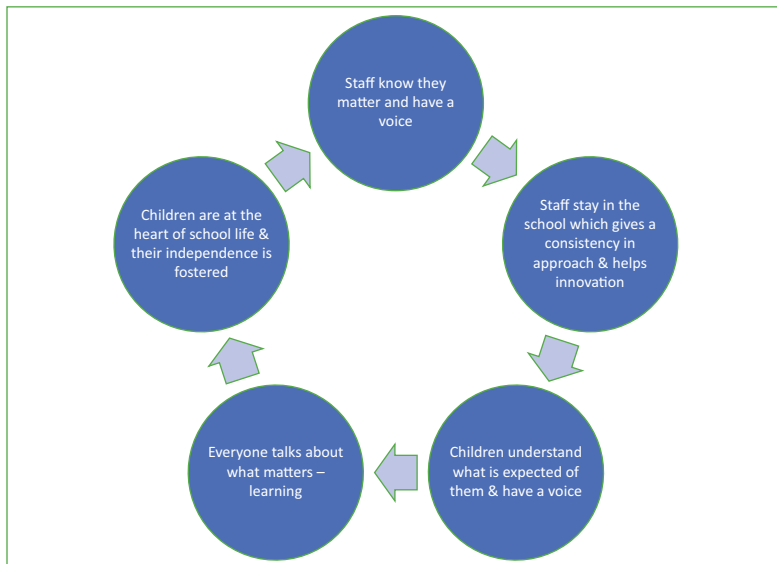 Staff know they
matter and have a
voice
Staff stay in the
school which gives a
consistency in
approach & helps
innovation
Children understand
what is expected of
them & have a voice
Everyone talks about
what matters –
learning
Children are at the
heart of school life &
their independence is
fostered